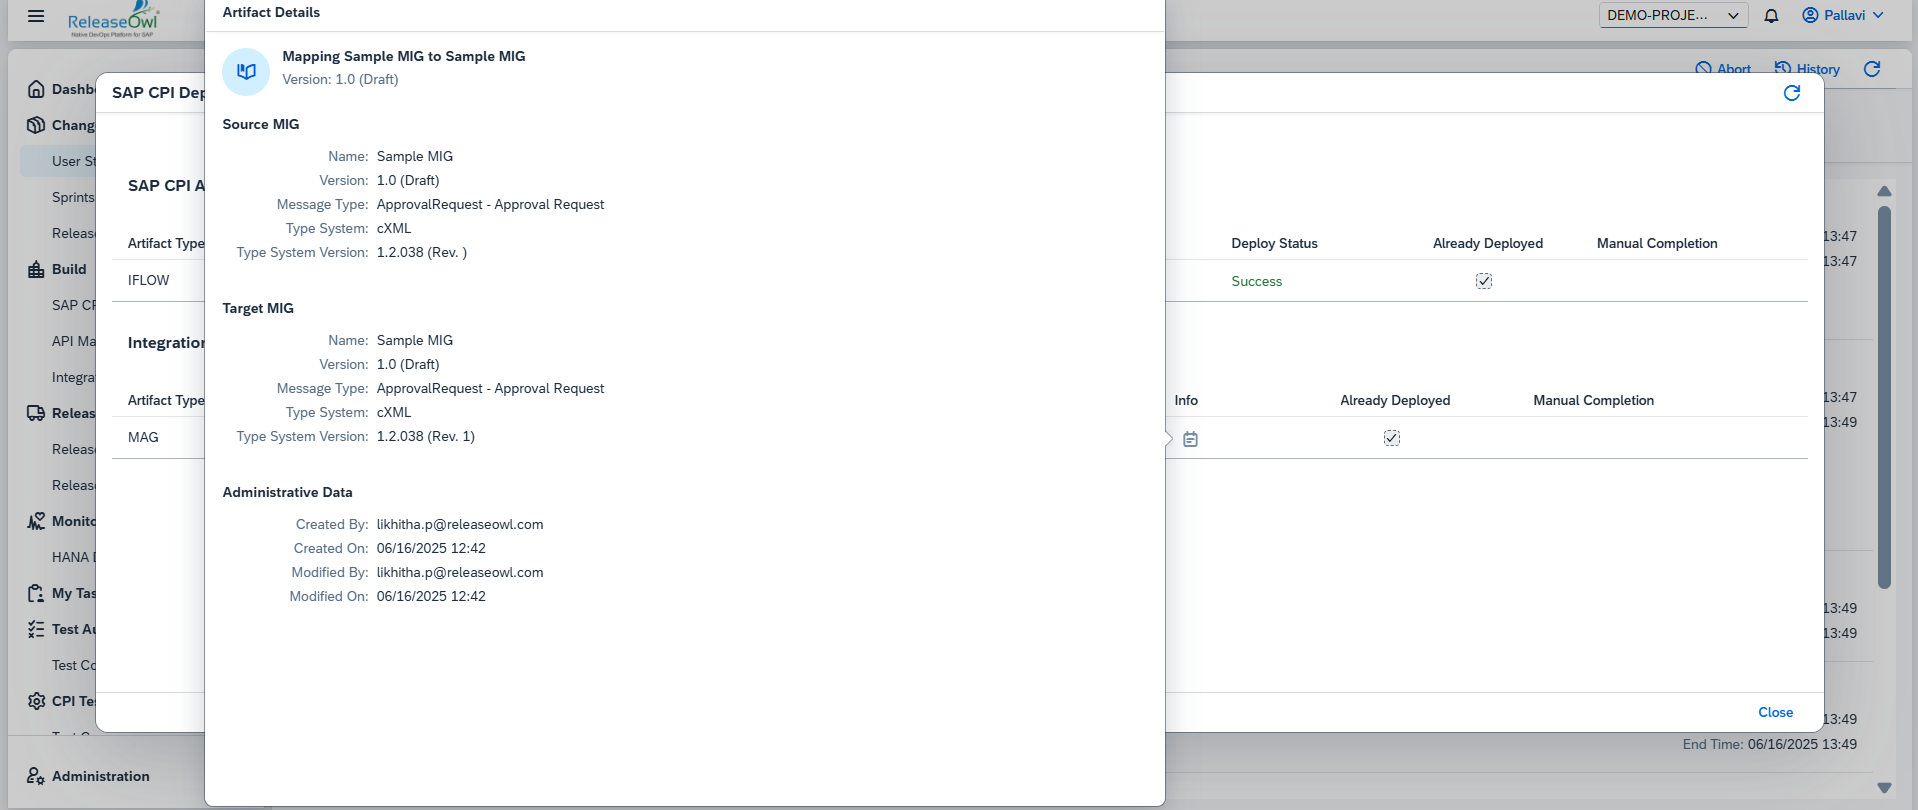 ReleaseOwl
Native DevOps Platform for SAP
DEMO-PROJE...
Pallavi
Abort
History
Dashb
Chang
User St
Sprints
Releas
Build
SAP CP
API Ma
Integra
Releas
Releas
Releas
Monito
HANA D
My Tas
Test Au
Test Co
CPI Tes
Administration
SAP CPI Dep
SAP CPI A
Artifact Type
IFLOW
Integration
Artifact Type
MAG
Artifact Details
Mapping Sample MIG to Sample MIG
Version: 1.0 (Draft)
Source MIG
Name: Sample MIG
Version: 1.0 (Draft)
Message Type: ApprovalRequest - Approval Request
Type System: cXML
Type System Version: 1.2.038 (Rev. )
Target MIG
Name: Sample MIG
Version: 1.0 (Draft)
Message Type: ApprovalRequest - Approval Request
Type System: cXML
Type System Version: 1.2.038 (Rev. 1)
Administrative Data
Created By: likhitha.p@releaseowl.com
Created On: 06/16/2025 12:42
Modified By: likhitha.p@releaseowl.com
Modified On: 06/16/2025 12:42
Deploy Status Already Deployed Manual Completion
Success
Info Already Deployed Manual Completion
Close
13:47
13:47
13:47
13:49
13:49
13:49
13:49
End Time: 06/16/2025 13:49